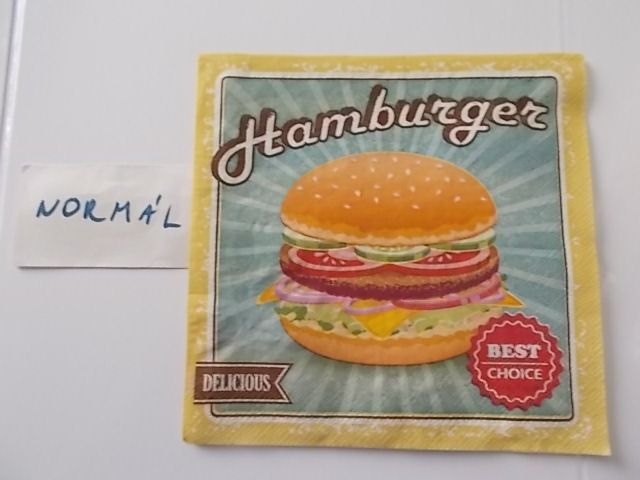 NORMÁL
Hamburger
DELICIOUS
BEST
CHOICE